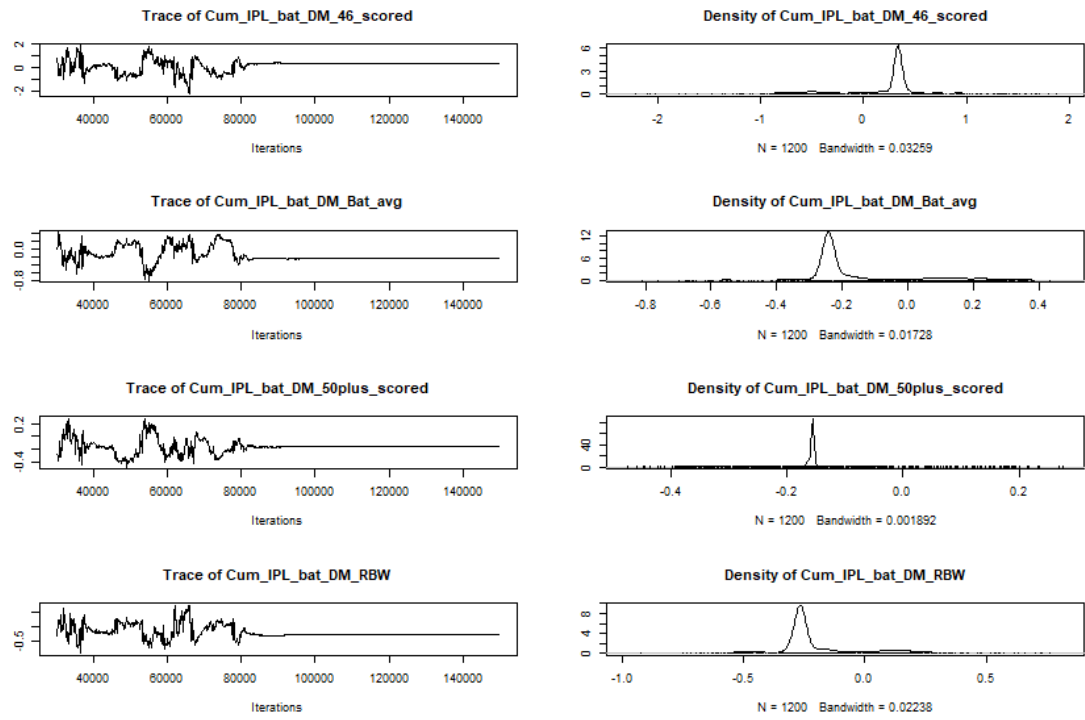 Trace of Cum_IPL_bat_DM_46_scored
2
0
-2
40000 60000 80000 100000 120000 140000
Iterations
Density of Cum_IPL_bat_DM_46_scored
6
3
0
-2 -1 0 1 2
N = 1200 Bandwidth = 0.03259
Trace of Cum_IPL_bat_DM_Bat_avg
0.0
-0.8
40000 60000 80000 100000 120000 140000
Iterations
Density of Cum_IPL_bat_DM_Bat_avg
12
6
0
-0.8 -0.6 -0.4 -0.2 0.0 0.2 0.4
N = 1200 Bandwidth = 0.01728
Trace of Cum_IPL_bat_DM_50plus_scored
0.2
-0.4
40000 60000 80000 100000 120000 140000
Iterations
Density of Cum_IPL_bat_DM_50plus_scored
40
0
-0.4 -0.2 0.0 0.2
N = 1200 Bandwidth = 0.001892
Trace of Cum_IPL_bat_DM_RBW
-0.5
40000 60000 80000 100000 120000 140000
Iterations
Density of Cum_IPL_bat_DM_RBW
8
4
0
-1.0 -0.5 0.0 0.5
N = 1200 Bandwidth = 0.02238